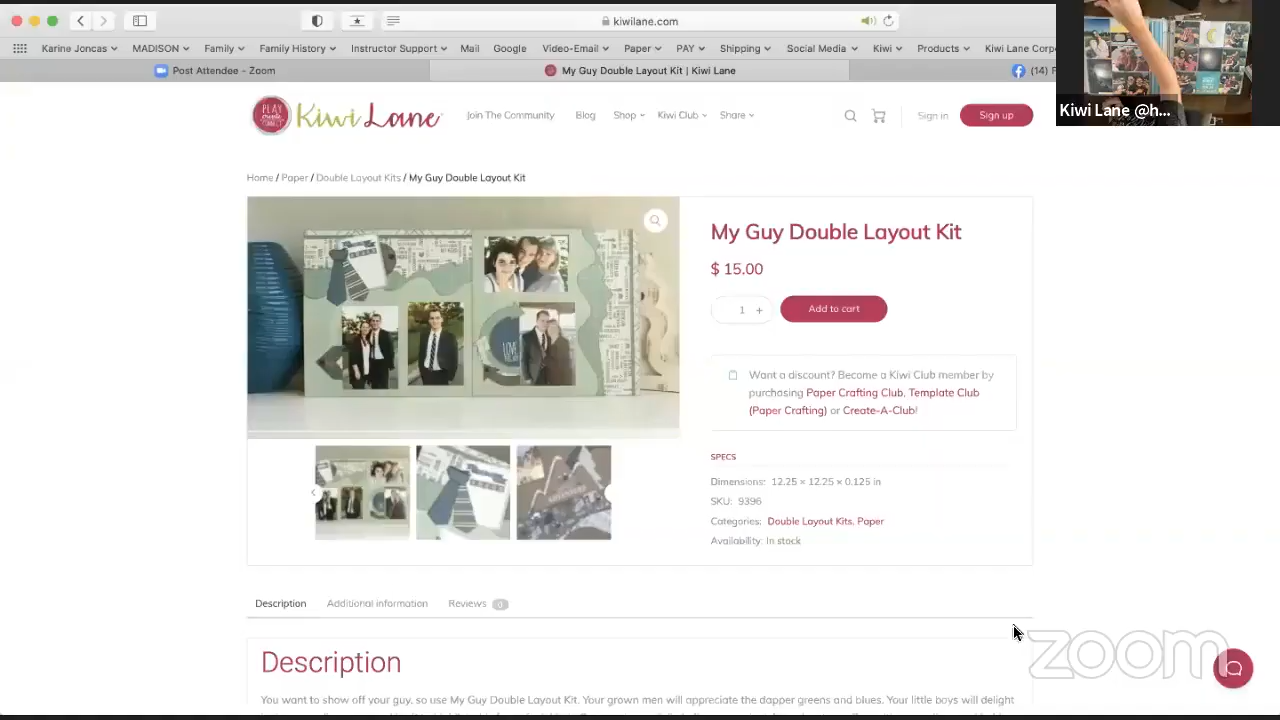 kiwilane.com
Karine Joncas MADISON Family Family History Instructor Support Mail Google Video-Email Paper PAY Shipping Social Media Kiwi Products Kiwi Lane Corp
Post Attendee - Zoom
My Guy Double Layout Kit | Kiwi Lane
(14) F
Kiwi Lane @h...
PLAY
Kiwi Lane
Join The Community Blog Shop Kiwi Club Share Sign in Sign up
Home / Paper / Double Layout Kits / My Guy Double Layout Kit
My Guy Double Layout Kit
$ 15.00
1 + Add to cart
Want a discount? Become a Kiwi Club member by
purchasing Paper Crafting Club, Template Club
(Paper Crafting) or Create-A-Club!
SPECS
Dimensions: 12.25 × 12.25 × 0.125 in
SKU: 9396
Categories: Double Layout Kits, Paper
Availability: In stock
Description Additional information Reviews 0
zoom
Description
You want to show off your guy, so use My Guy Double Layout Kit. Your grown men will appreciate the dapper greens and blues. Your little boys will delight